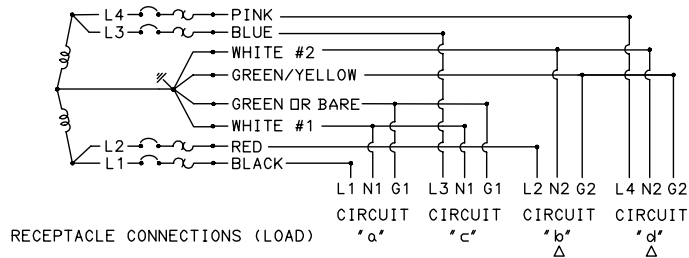 L4 PINK
L3 BLUE
WHITE #2
GREEN/YELLOW
GREEN OR BARE
WHITE #1
L2 RED
L1 BLACK
L1 N1 G1 L3 N1 G1 L2 N2 G2 L4 N2 G2
CIRCUIT CIRCUIT CIRCUIT CIRCUIT
RECEPTACLE CONNECTIONS (LOAD) "a" "c" "b" "d"
Δ Δ